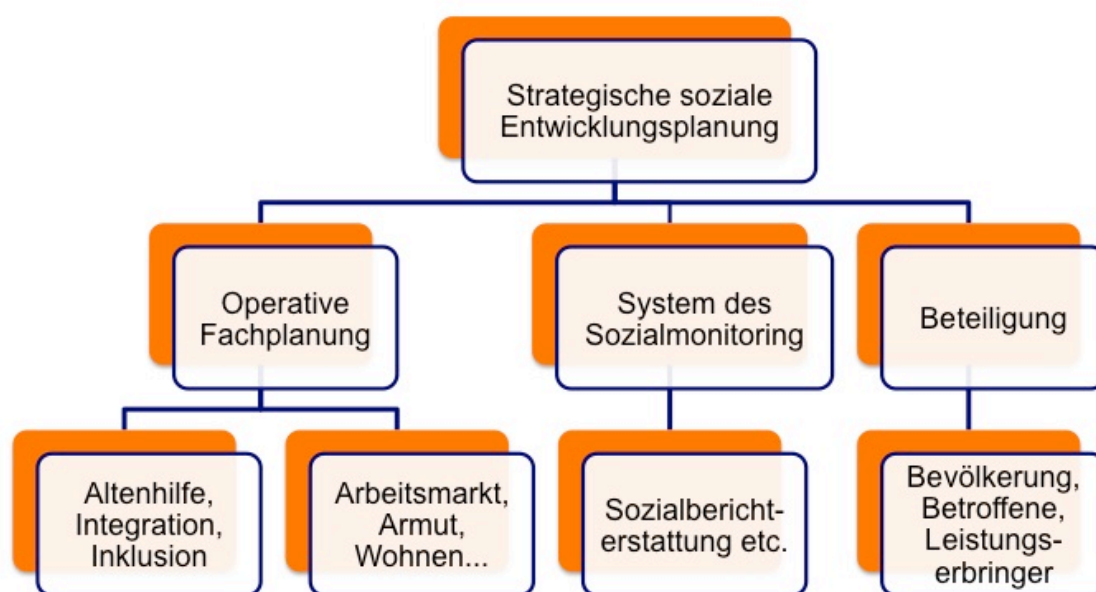 Strategische soziale
Entwicklungsplanung
Operative
Fachplanung
System des
Sozialmonitoring
Beteiligung
Altenhilfe,
Integration,
Inklusion
Arbeitsmarkt,
Armut,
Wohnen...
Sozialbericht-
erstattung etc.
Bevölkerung,
Betroffene,
Leistungs-
erbringer